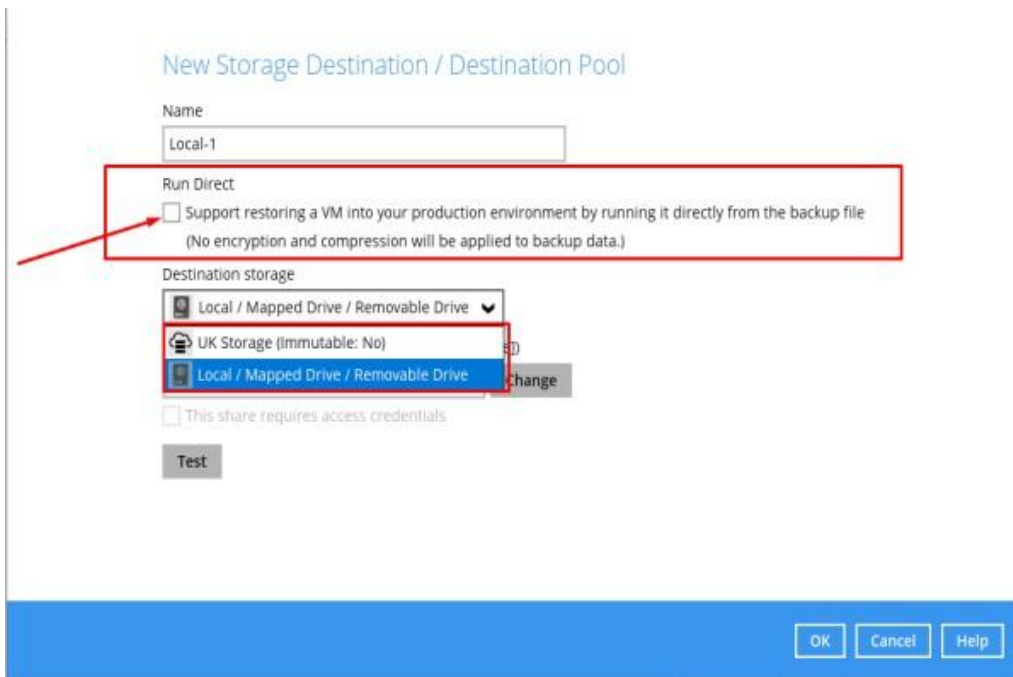 New Storage Destination / Destination Pool
Name
Local-1
Run Direct
Support restoring a VM into your production environment by running it directly from the backup file
(No encryption and compression will be applied to backup data.)
Destination storage
Local / Mapped Drive / Removable Drive
UK Storage (Immutable: No)
Local / Mapped Drive / Removable Drive
Change
This share requires access credentials
Test
OK Cancel Help